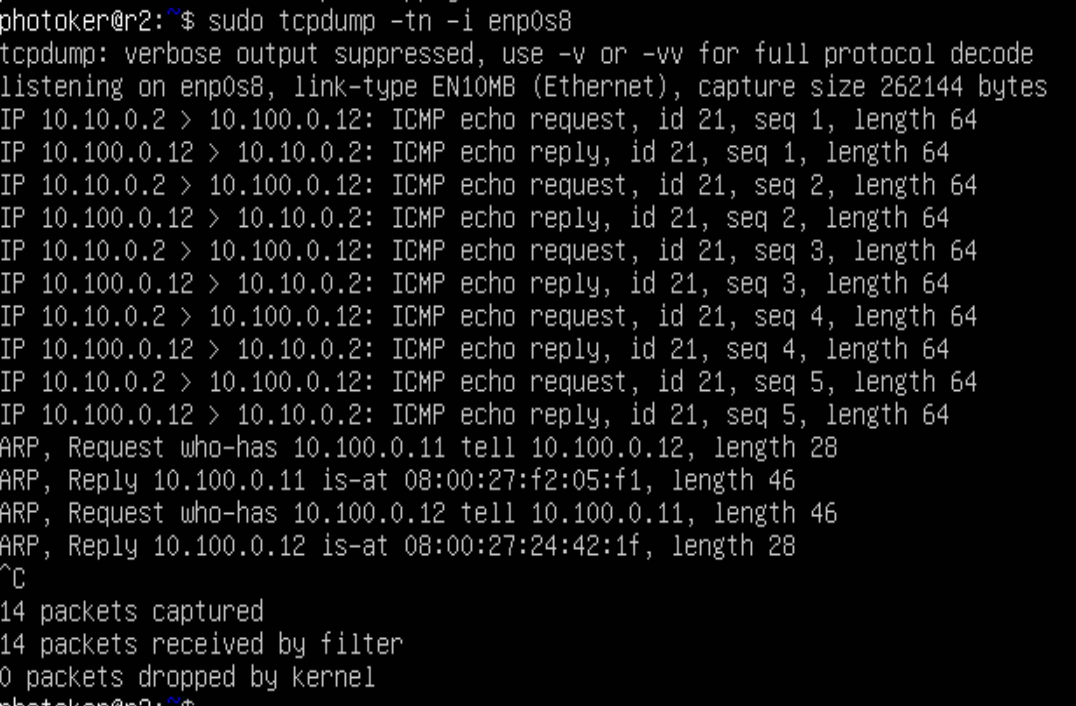 photoker@r2:~$ sudo tcpdump -tn -i enp0s8
tcpdump: verbose output suppressed, use -v or -vv for full protocol decode
listening on enp0s8, link-type EN10MB (Ethernet), capture size 262144 bytes
IP 10.10.0.2 > 10.100.0.12: ICMP echo request, id 21, seq 1, length 64
IP 10.100.0.12 > 10.10.0.2: ICMP echo reply, id 21, seq 1, length 64
IP 10.10.0.2 > 10.100.0.12: ICMP echo request, id 21, seq 2, length 64
IP 10.100.0.12 > 10.10.0.2: ICMP echo reply, id 21, seq 2, length 64
IP 10.10.0.2 > 10.100.0.12: ICMP echo request, id 21, seq 3, length 64
IP 10.100.0.12 > 10.10.0.2: ICMP echo reply, id 21, seq 3, length 64
IP 10.10.0.2 > 10.100.0.12: ICMP echo request, id 21, seq 4, length 64
IP 10.100.0.12 > 10.10.0.2: ICMP echo reply, id 21, seq 4, length 64
IP 10.10.0.2 > 10.100.0.12: ICMP echo request, id 21, seq 5, length 64
IP 10.100.0.12 > 10.10.0.2: ICMP echo reply, id 21, seq 5, length 64
ARP, Request who-has 10.100.0.11 tell 10.100.0.12, length 28
ARP, Reply 10.100.0.11 is-at 08:00:27:f2:05:f1, length 46
ARP, Request who-has 10.100.0.12 tell 10.100.0.11, length 46
ARP, Reply 10.100.0.12 is-at 08:00:27:24:42:1f, length 28
^C
14 packets captured
14 packets received by filter
0 packets dropped by kernel
photoker@r2:~$